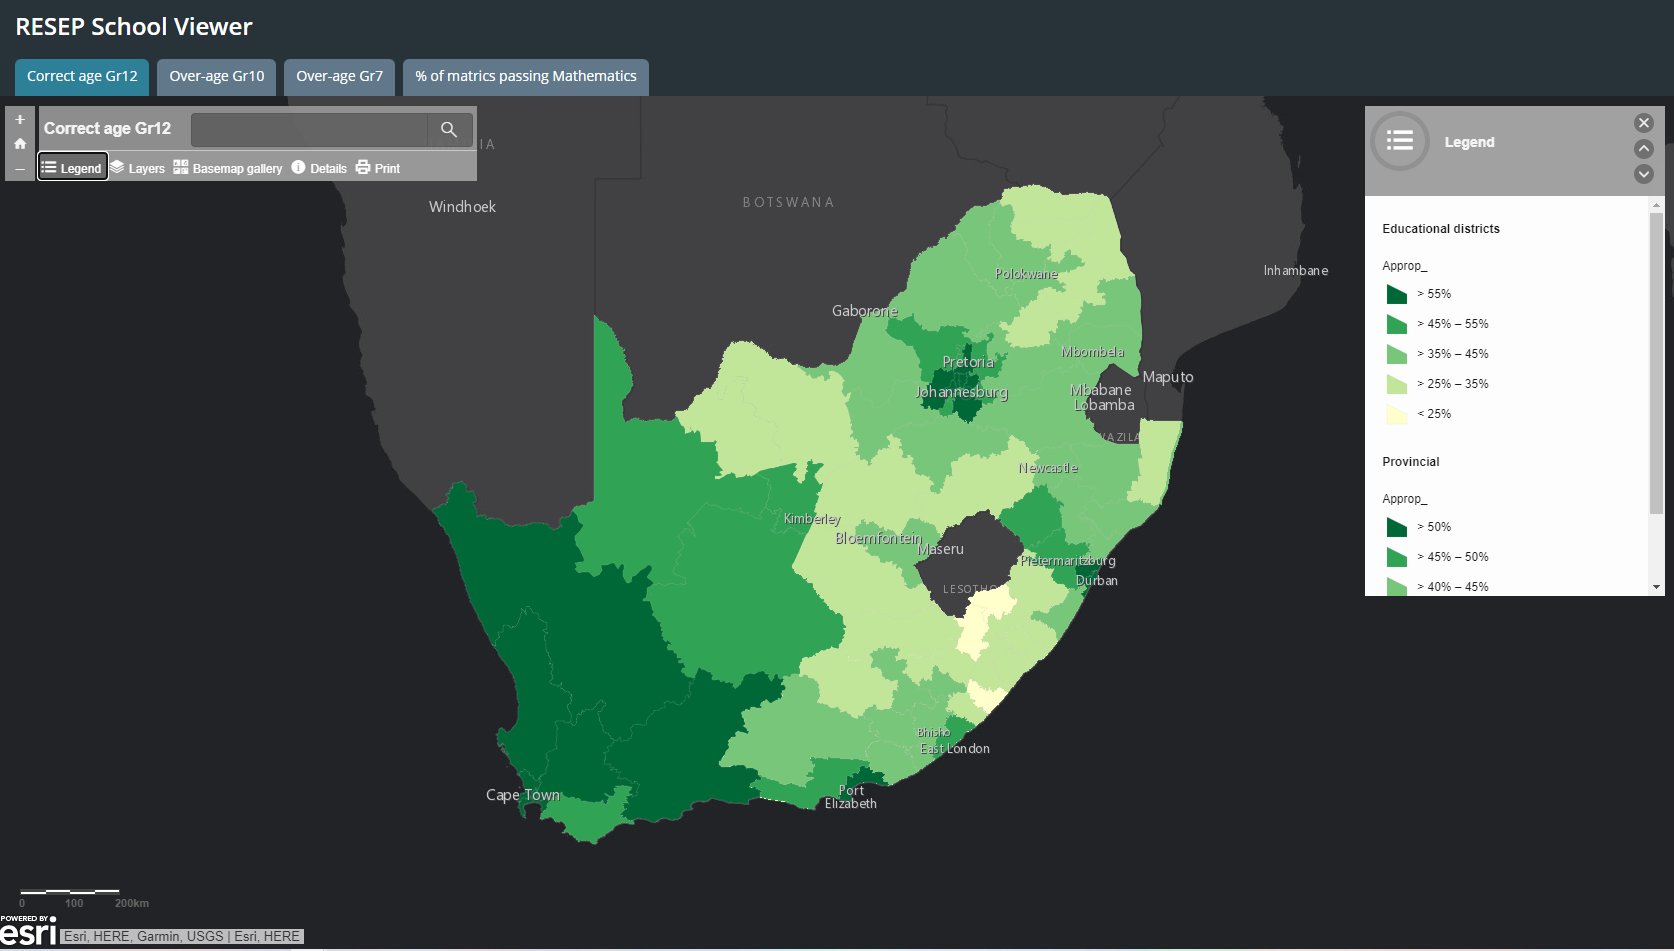 RESEP School Viewer
Correct age Gr12
Over-age Gr10
Over-age Gr7
% of matrics passing Mathematics
Correct age Gr12
Legend
Layers
Basemap gallery
Details
Print
IA
Windhoek
BOTSWANA
Inhambane
Polokwane
Gaborone
Pretoria
Mbombela
Johannesburg
Mbabane
Maputo
Lobamba
VAZILA
Newcastle
Kimberley
Bloemfontein
Maseru
LESOTHO
Pietermaritzburg
Durban
Bhisho
East London
Cape Town
Port
Elizabeth
Legend
Educational districts
Approp_
> 55%
> 45% – 55%
> 35% – 45%
> 25% – 35%
< 25%
Provincial
Approp_
> 50%
> 45% – 50%
> 40% – 45%
0 100 200km
POWERED BY
esri
Esri, HERE, Garmin, USGS | Esri, HERE